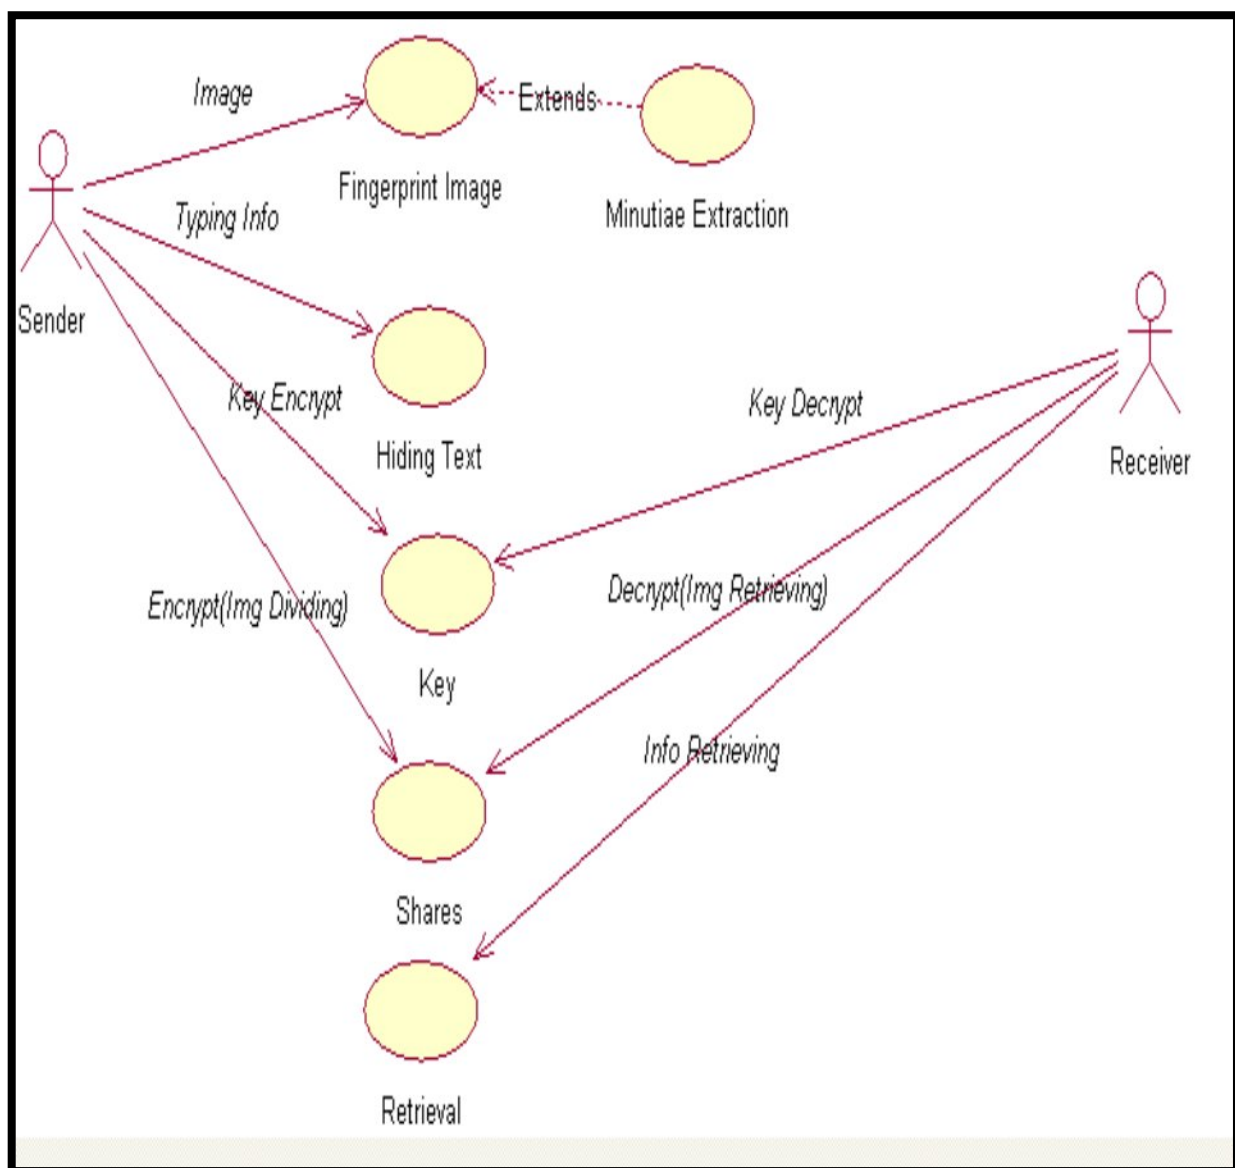 Image
Extends
Fingerprint Image
Minutiae Extraction
Typing Info
Sender
Key Encrypt
Key Decrypt
Hiding Text
Receiver
Encrypt(Img Dividing)
Decrypt(Img Retrieving)
Key
Info Retrieving
Shares
Retrieval